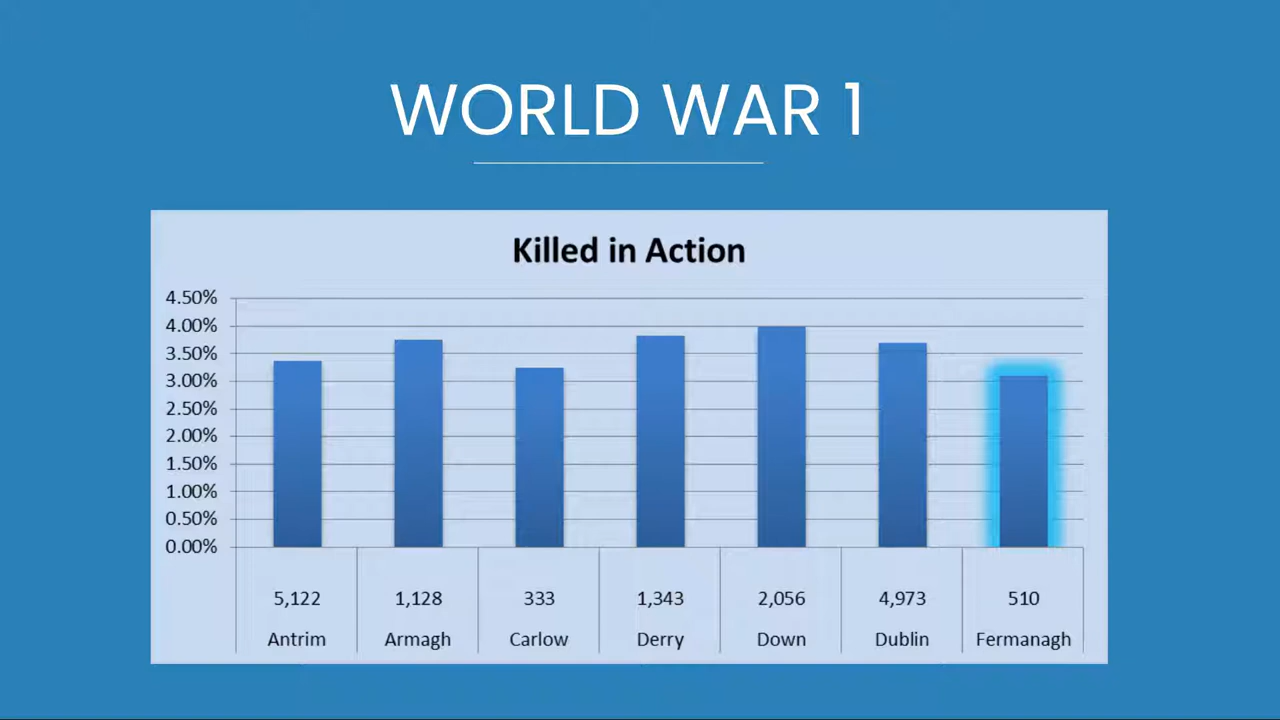 WORLD WAR 1
Killed in Action
4.50%
4.00%
3.50%
3.00%
2.50%
2.00%
1.50%
1.00%
0.50%
0.00%
5,122 1,128 333 1,343 2,056 4,973 510
Antrim Armagh Carlow Derry Down Dublin Fermanagh